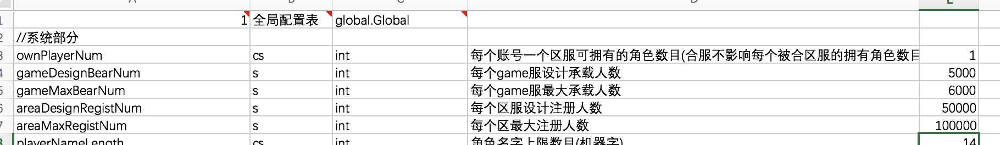 A B C D E
1 1 全局配置表 global.Global
2 //系统部分
3 ownPlayerNum cs int 每个账号一个区服可拥有的角色数目(合服不影响每个被合区服的拥有角色数目 1
4 gameDesignBearNum s int 每个game服设计承载人数 5000
5 gameMaxBearNum s int 每个game服最大承载人数 6000
6 areaDesignRegistNum s int 每个区服设计注册人数 50000
7 areaMaxRegistNum s int 每个区最大注册人数 100000
8 playerNameLength cs int 角色名字上限数目(机器字) 14